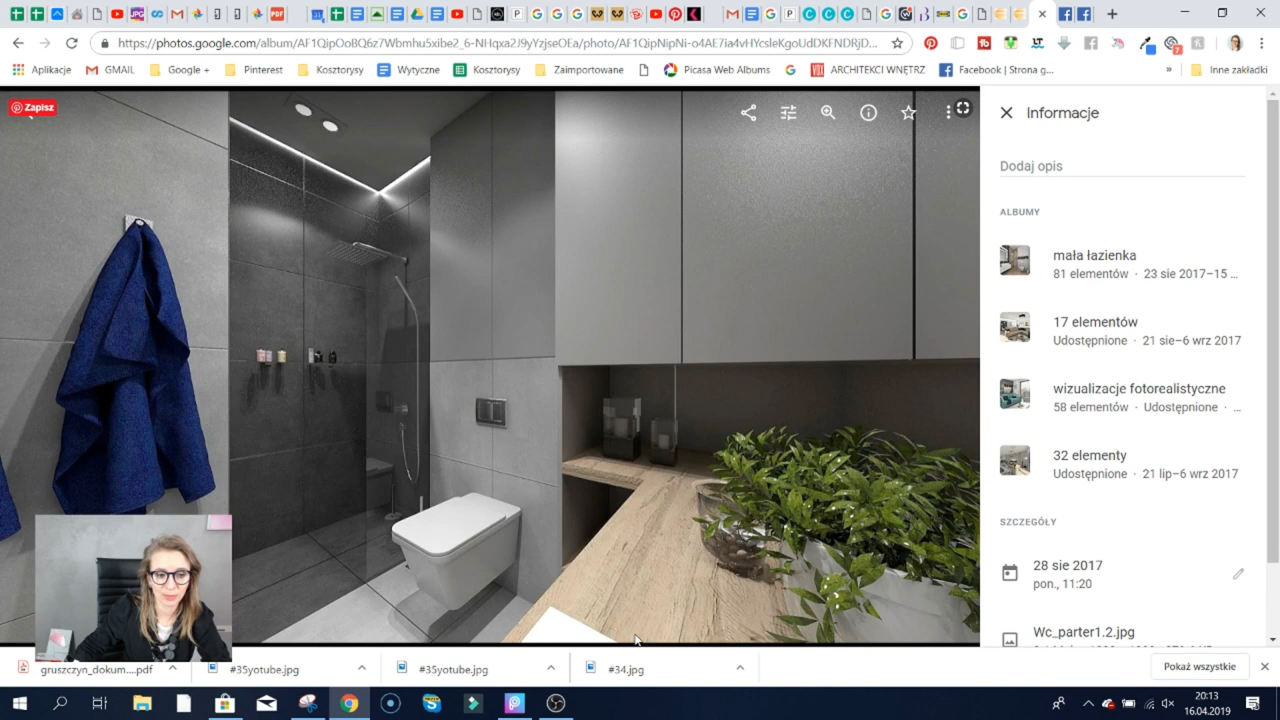 PDF
https://photos.google.com/album/AF1QipOoBQ6z7Wbmhu5xibe2_6-NHqxa2J9yYzjseOEa/photo/AF1QipNipNi-o4AE7ia4vHYcsleKgoUdDKFNDRjD...
Aplikacje
GMAIL
Google +
Pinterest
Kosztorysy
Wytyczne
Kosztorysy
Zaimportowane
Picasa Web Albums
ARCHITEKCI WNĘTRZ
Facebook | Strona g...
»
Inne zakładki
Zapisz
Informacje
Dodaj opis
ALBUMY
mała łazienka
81 elementów · 23 sie 2017–15 ...
17 elementów
Udostępnione · 21 sie–6 wrz 2017
wizualizacje fotorealistyczne
58 elementów · Udostępnione · ...
32 elementy
Udostępnione · 21 lip–6 wrz 2017
SZCZEGÓŁY
28 sie 2017
pon., 11:20
Wc_parter1.2.jpg
gruszczyn_dokum....pdf
#35yotube.jpg
#35yotube.jpg
#34.jpg
Pokaż wszystkie
20:13
16.04.2019